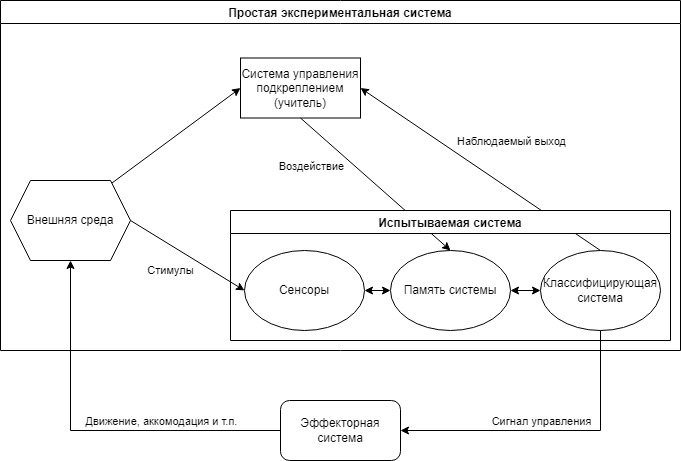 Простая экспериментальная система
Система управления
подкреплением
(учитель)
Наблюдаемый выход
Воздействие
Внешняя среда
Испытываемая система
Стимулы
Сенсоры
Память системы
Классифицирующая
система
Движение, аккомодация и т.п.
Эффекторная
система
Сигнал управления